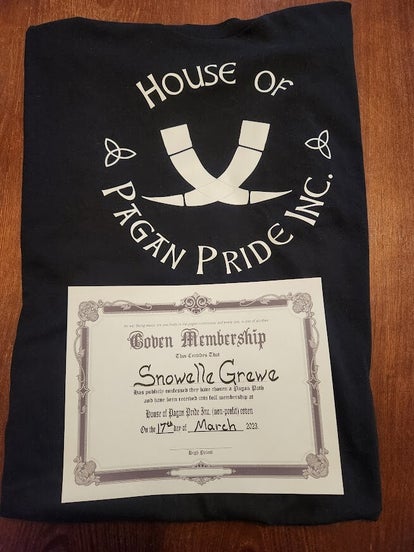 House of
Pagan Pride Inc.
Coven Membership
This Certifies That
Snowelle Grewe
Has publicly confessed they have chosen a Pagan Path
and have been received into full membership at
House of Pagan Pride Inc. (non-profit) coven
On the 17th day of March 2023.
High Priest